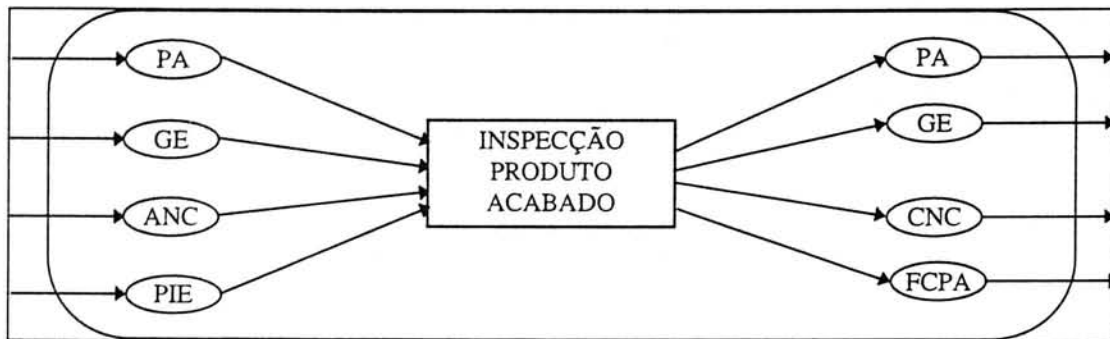 PA
GE
ANC
PIE
INSPECÇÃO
PRODUTO
ACABADO
PA
GE
CNC
FCPA